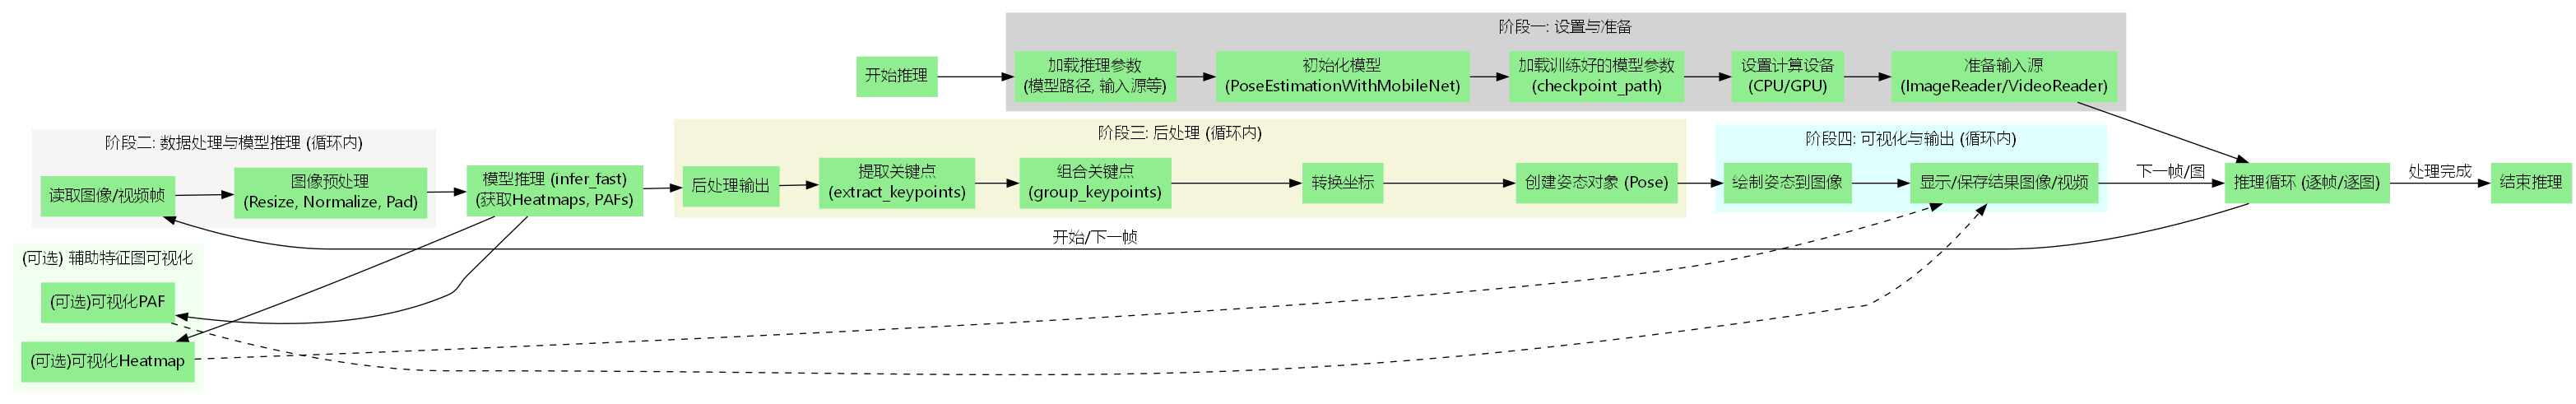 阶段一: 设置与准备
开始推理
加载推理参数
(模型路径, 输入源等)
初始化模型
(PoseEstimationWithMobileNet)
加载训练好的模型参数
(checkpoint_path)
设置计算设备
(CPU/GPU)
准备输入源
(ImageReader/VideoReader)
阶段二: 数据处理与模型推理 (循环内)
读取图像/视频帧
图像预处理
(Resize, Normalize, Pad)
模型推理 (infer_fast)
(获取Heatmaps, PAFs)
阶段三: 后处理 (循环内)
后处理输出
提取关键点
(extract_keypoints)
组合关键点
(group_keypoints)
转换坐标
创建姿态对象 (Pose)
阶段四: 可视化与输出 (循环内)
绘制姿态到图像
显示/保存结果图像/视频
下一帧/图
推理循环 (逐帧/逐图)
处理完成
结束推理
开始/下一帧
(可选) 辅助特征图可视化
(可选)可视化PAF
(可选)可视化Heatmap